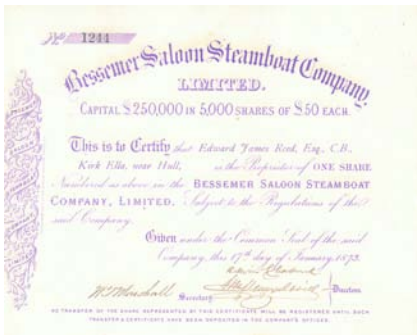 Nº 1244
Bessemer Saloon Steamboat Company,
LIMITED.
CAPITAL £250,000 IN 5,000 SHARES OF £50 EACH.
This is to Certify that Edward James Reed, Esq., C.B.,
Kirk Ella, near Hull, is the Proprietor of ONE SHARE
Numbered as above in the BESSEMER SALOON STEAMBOAT
COMPANY, LIMITED. Subject to the Regulations of the
said Company.
Given under the Common Seal of the said
Company, this 17th day of January, 1873.
Secretary
Directors
NO TRANSFER OF THE SHARE REPRESENTED BY THIS CERTIFICATE WILL BE REGISTERED UNTIL SUCH
TRANSFER & CERTIFICATE HAVE BEEN DEPOSITED IN THE COMPANY'S OFFICES.